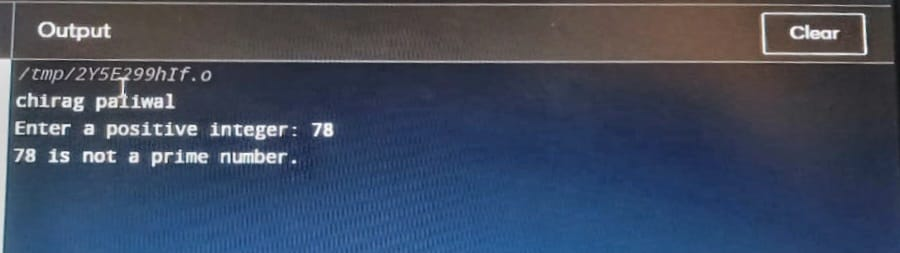 Output
Clear
/tmp/2Y5E299hIf.o
chirag paliwal
Enter a positive integer: 78
78 is not a prime number.